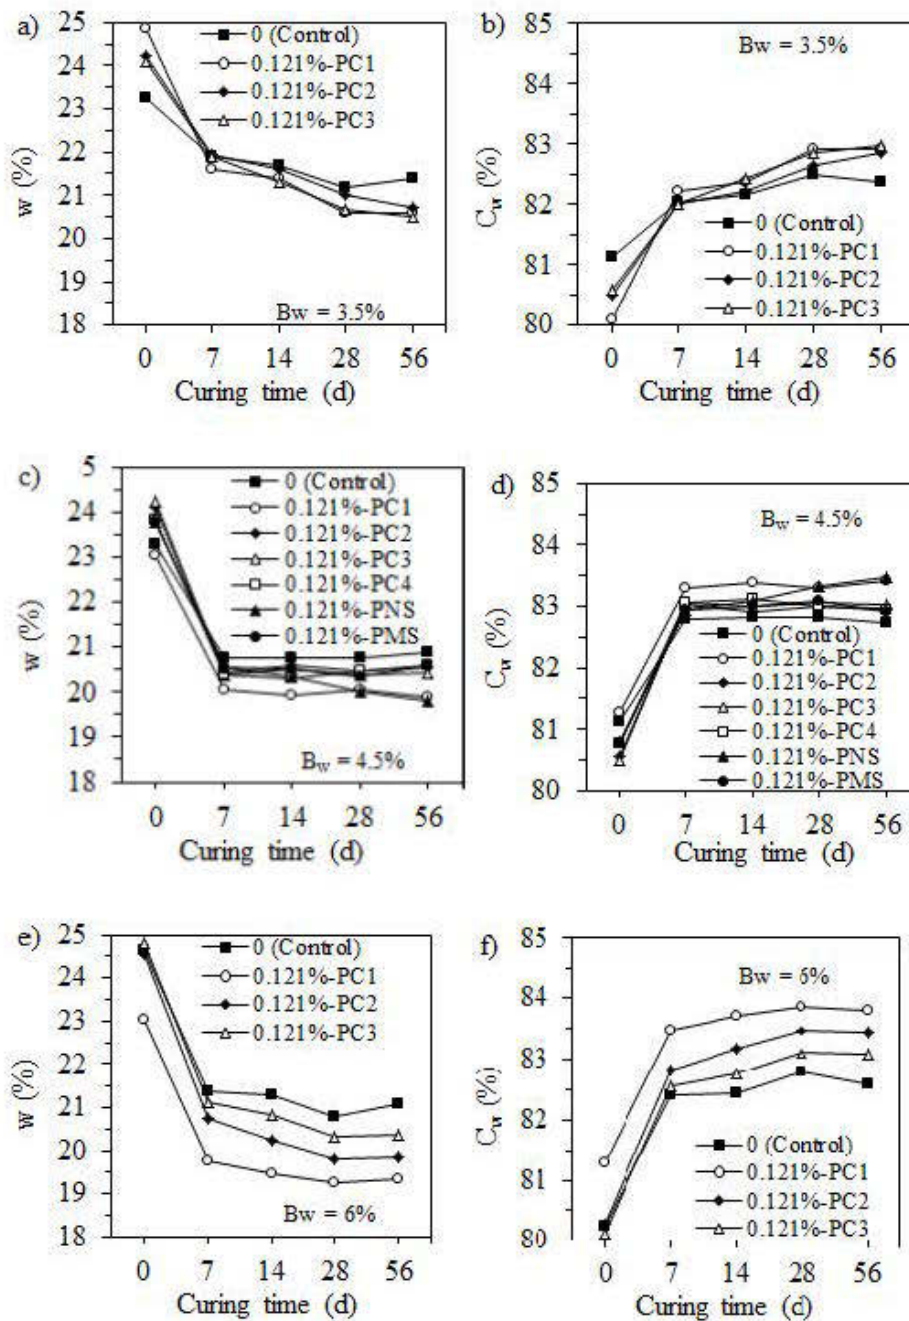 a)
25
24
23
22
21
20
19
18
w (%)
0 (Control)
0.121%-PC1
0.121%-PC2
0.121%-PC3
Bw = 3.5%
0 7 14 28 56
Curing time (d)
b)
85
84
83
82
81
80
Cw (%)
Bw = 3.5%
0 (Control)
0.121%-PC1
0.121%-PC2
0.121%-PC3
0 7 14 28 56
Curing time (d)
c)
5
24
23
22
21
20
19
18
w (%)
0 (Control)
0.121%-PC1
0.121%-PC2
0.121%-PC3
0.121%-PC4
0.121%-PNS
0.121%-PMS
Bw = 4.5%
0 7 14 28 56
Curing time (d)
d)
85
84
83
82
81
80
Cw (%)
Bw = 4.5%
0 (Control)
0.121%-PC1
0.121%-PC2
0.121%-PC3
0.121%-PC4
0.121%-PNS
0.121%-PMS
0 7 14 28 56
Curing time (d)
e)
25
24
23
22
21
20
19
18
w (%)
0 (Control)
0.121%-PC1
0.121%-PC2
0.121%-PC3
Bw = 6%
0 7 14 28 56
Curing time (d)
f)
85
84
83
82
81
80
Cw (%)
Bw = 6%
0 (Control)
0.121%-PC1
0.121%-PC2
0.121%-PC3
0 7 14 28 56
Curing time (d)